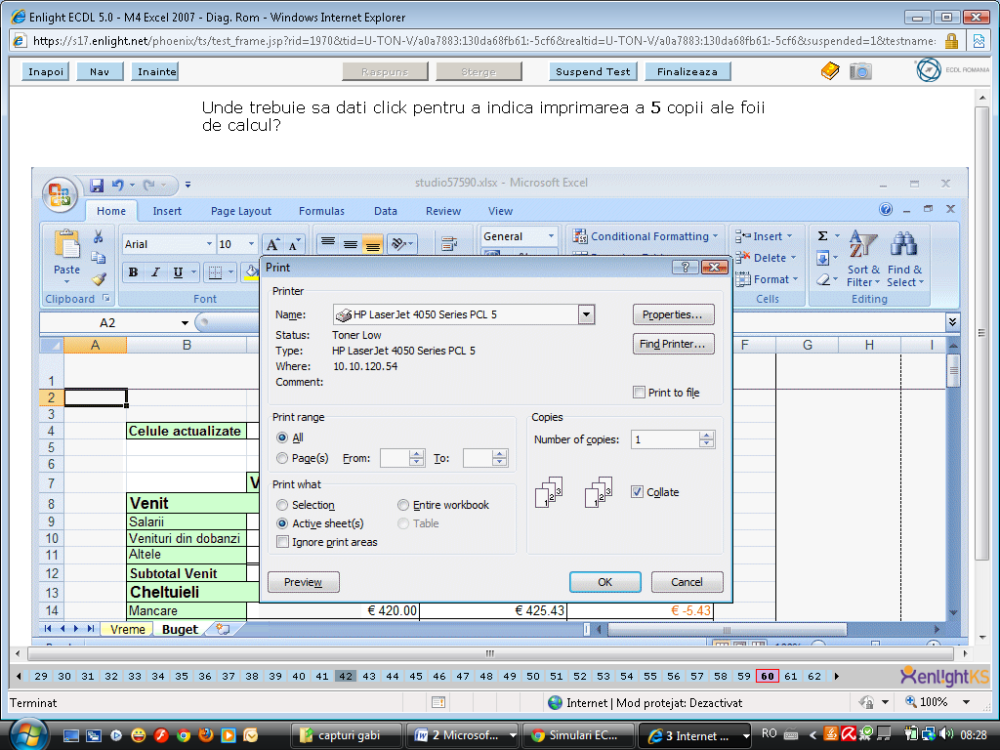 Enlight ECDL 5.0 - M4 Excel 2007 - Diag. Rom - Windows Internet Explorer
https://s17.enlight.net/phoenix/ts/test_frame.jsp?rid=1970&tid=U-TON-V/a0a7883:130da68fb61:-5cf6&realtid=U-TON-V/a0a7883:130da68fb61:-5cf6&suspended=1&testname:
Inapoi Nav Inainte Raspuns Sterge Suspend Test Finalizeaza ECDL ROMANIA
Unde trebuie sa dati click pentru a indica imprimarea a 5 copii ale foii
de calcul?
studio57590.xlsx - Microsoft Excel
Home Insert Page Layout Formulas Data Review View
Arial 10 General Conditional Formatting Insert Σ
Paste B I U Delete Sort & Find &
Format Filter Select
Clipboard Font Cells Editing
A2
A B F G H I
1
2
3
4 Celule actualizate
5
6
7 V
8 Venit
9 Salarii
10 Venituri din dobanzi
11 Altele
12 Subtotal Venit
13 Cheltuieli
14 Mancare € 420.00 € 425.43 € -5.43
Vreme Buget
Print
Printer
Name: HP LaserJet 4050 Series PCL 5 Properties...
Status: Toner Low
Type: HP LaserJet 4050 Series PCL 5 Find Printer...
Where: 10.10.120.54
Comment:
Print to file
Print range Copies
All Number of copies: 1
Page(s) From: To:
Print what
Selection Entire workbook 1 2 3 1 2 3 Collate
Active sheet(s) Table
Ignore print areas
Preview OK Cancel
29 30 31 32 33 34 35 36 37 38 39 40 41 42 43 44 45 46 47 48 49 50 51 52 53 54 55 56 57 58 59 60 61 62 enlightKS
Terminat Internet | Mod protejat: Dezactivat 100%
capturi gabi 2 Microsof... Simulari EC... 3 Internet ... RO 08:28